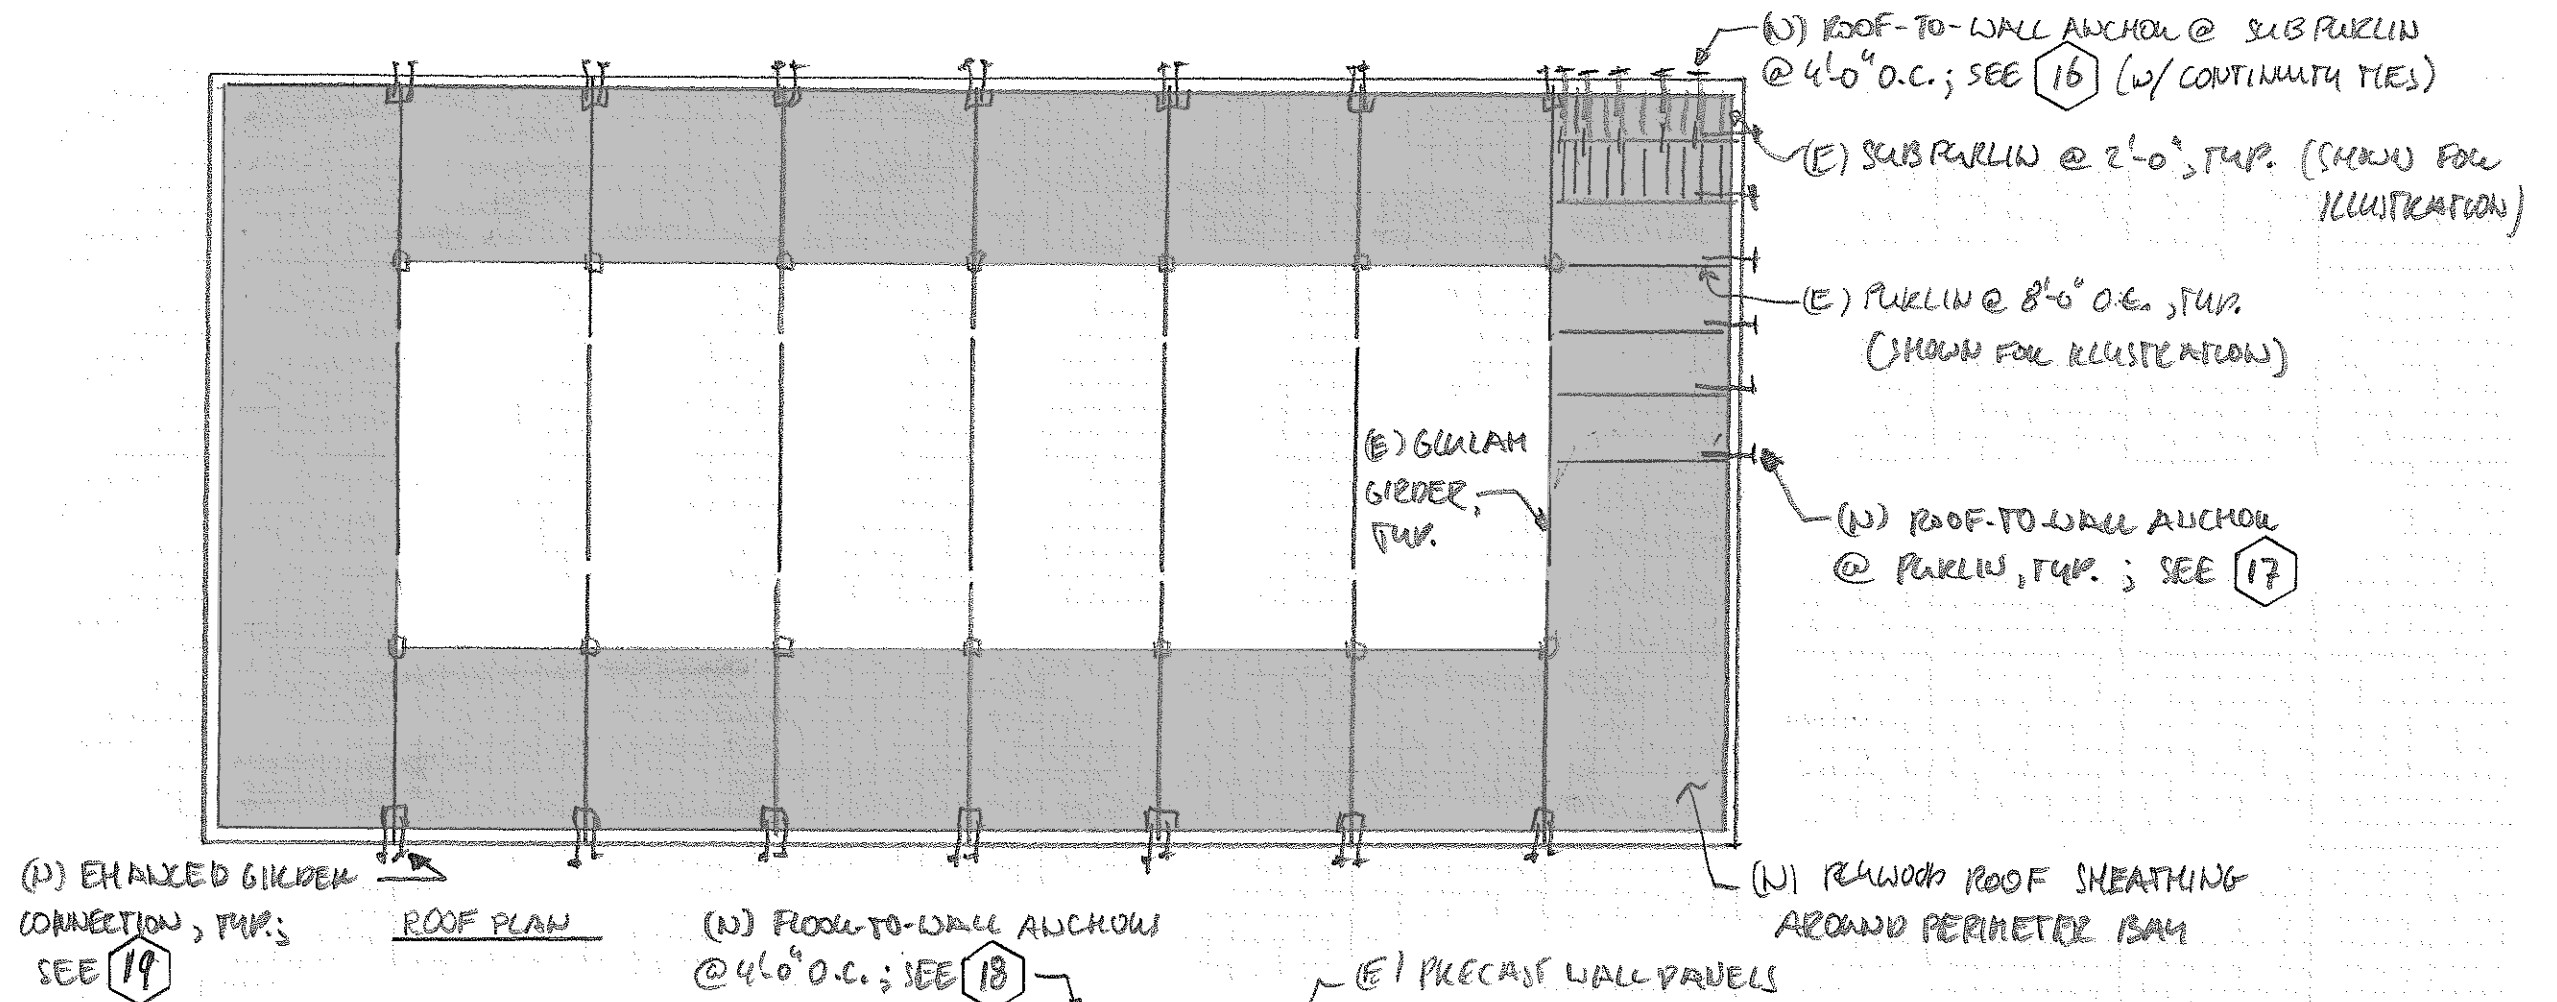 (N) ROOF-TO-WALL ANCHOR @ SUBPURLIN
@ 4'-0" O.C.; SEE 16 (W/ CONTINUITY TIES)
(E) SUBPURLIN @ 2'-0", TYP. (SHOWN FOR
ILLUSTRATION)
(E) PURLIN @ 8'-0" O.C., TYP.
(SHOWN FOR ILLUSTRATION)
(E) GLULAM
GIRDER,
TYP.
(N) ROOF-TO-WALL ANCHOR
@ PURLIN, TYP.; SEE 17
(N) PLYWOOD ROOF SHEATHING
AROUND PERIMETER BAY
(N) ENHANCED GIRDER
CONNECTION, TYP.;
SEE 19
ROOF PLAN
(N) FLOOR-TO-WALL ANCHORS
@ 4'-0" O.C.; SEE 18
(E) PRECAST WALL PANELS